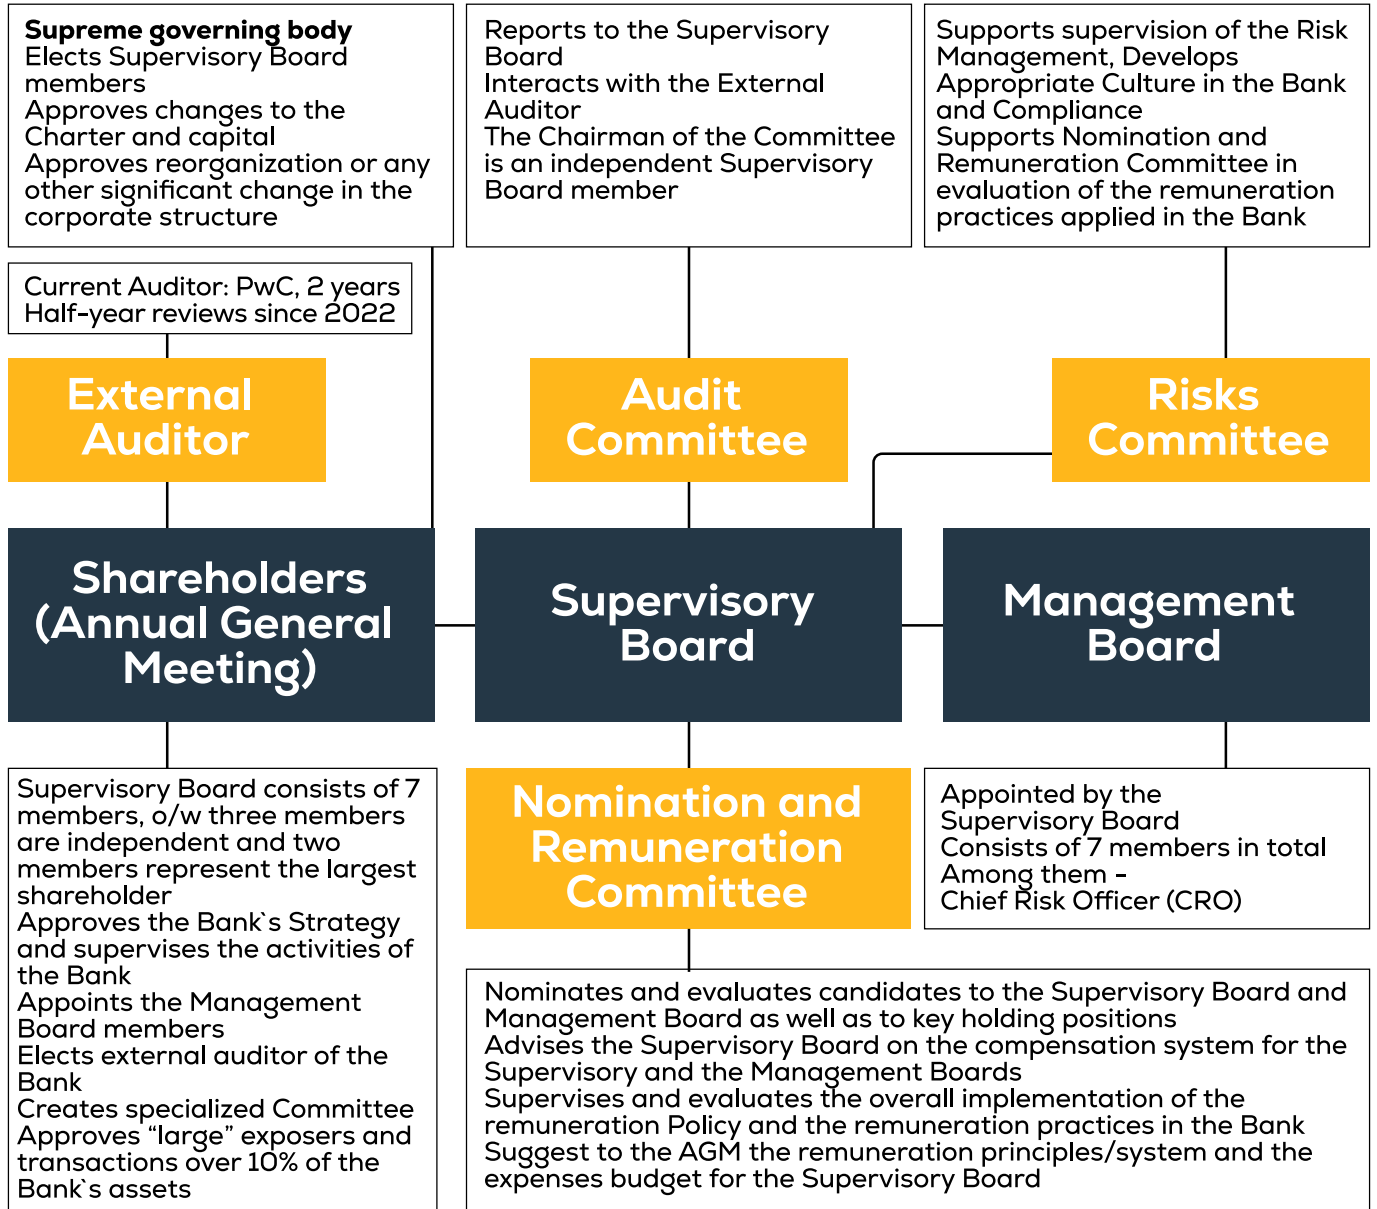 Supreme governing body
Elects Supervisory Board
members
Approves changes to the
Charter and capital
Approves reorganization or any
other significant change in the
corporate structure
Reports to the Supervisory
Board
Interacts with the External
Auditor
The Chairman of the Committee
is an independent Supervisory
Board member
Supports supervision of the Risk
Management, Develops
Appropriate Culture in the Bank
and Compliance
Supports Nomination and
Remuneration Committee in
evaluation of the remuneration
practices applied in the Bank
Current Auditor: PwC, 2 years
Half-year reviews since 2022
External
Auditor
Audit
Committee
Risks
Committee
Shareholders
(Annual General
Meeting)
Supervisory
Board
Management
Board
Supervisory Board consists of 7
members, o/w three members
are independent and two
members represent the largest
shareholder
Approves the Bank`s Strategy
and supervises the activities of
the Bank
Appoints the Management
Board members
Elects external auditor of the
Bank
Creates specialized Committee
Approves “large” exposers and
transactions over 10% of the
Bank`s assets
Nomination and
Remuneration
Committee
Appointed by the
Supervisory Board
Consists of 7 members in total
Among them -
Chief Risk Officer (CRO)
Nominates and evaluates candidates to the Supervisory Board and
Management Board as well as to key holding positions
Advises the Supervisory Board on the compensation system for the
Supervisory and the Management Boards
Supervises and evaluates the overall implementation of the
remuneration Policy and the remuneration practices in the Bank
Suggest to the AGM the remuneration principles/system and the
expenses budget for the Supervisory Board